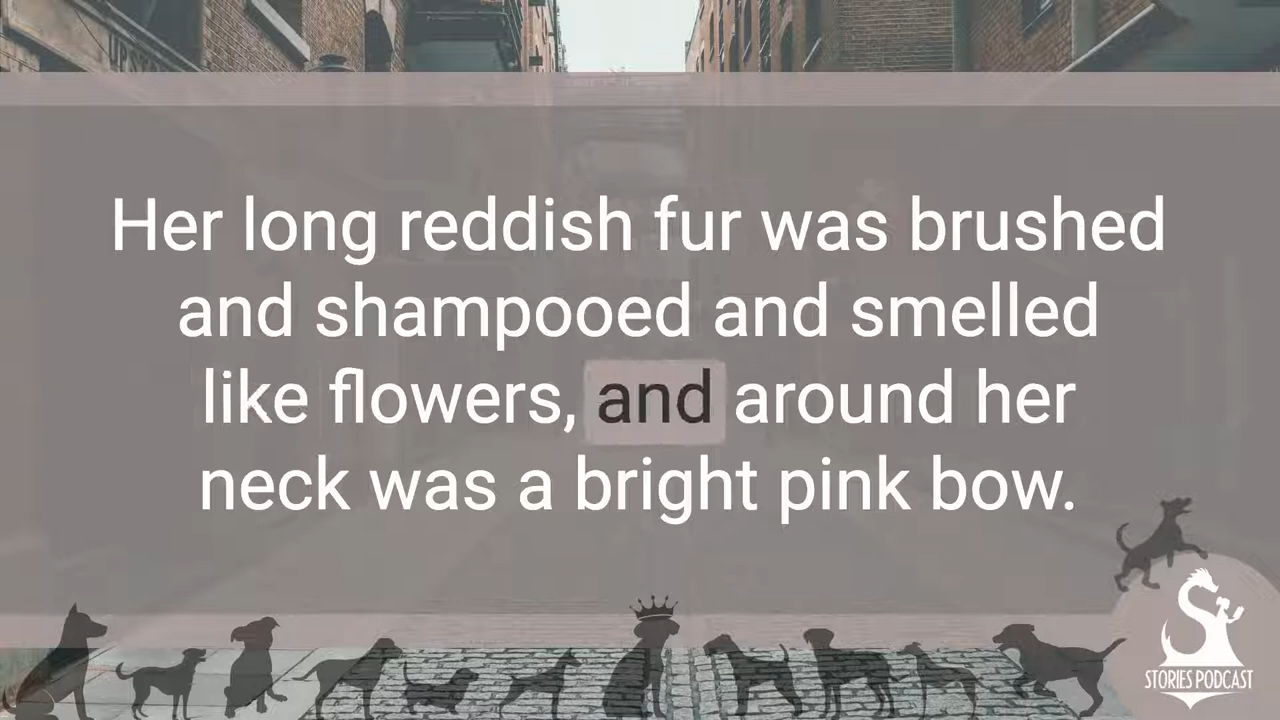 Her long reddish fur was brushed
and shampooed and smelled
like flowers, and around her
neck was a bright pink bow.
STORIES PODCAST